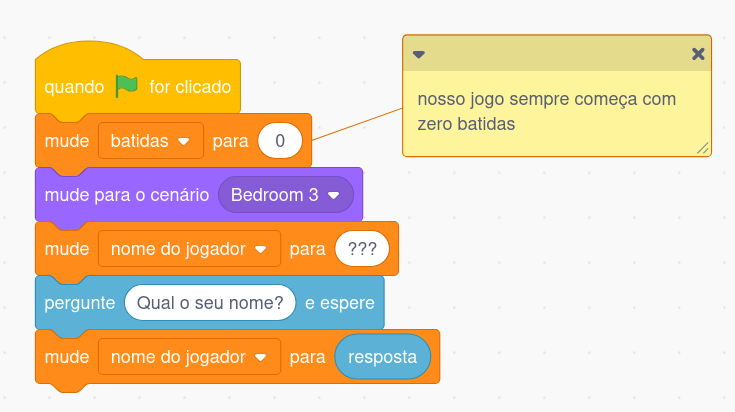 quando for clicado
mude batidas para 0
nosso jogo sempre começa com
zero batidas
mude para o cenário Bedroom 3
mude nome do jogador para ???
pergunte Qual o seu nome? e espere
mude nome do jogador para resposta